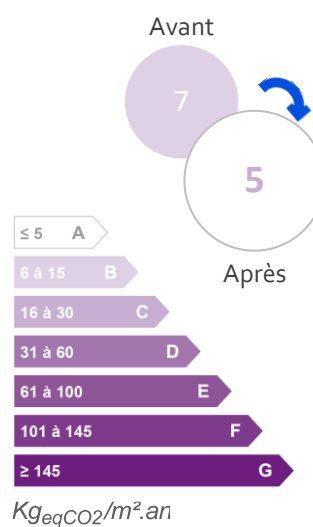 Avant
7
5
Après
≤ 5 A
6 à 15 B
16 à 30 C
31 à 60 D
61 à 100 E
101 à 145 F
≥ 145 G
KgeqCO2/m².an